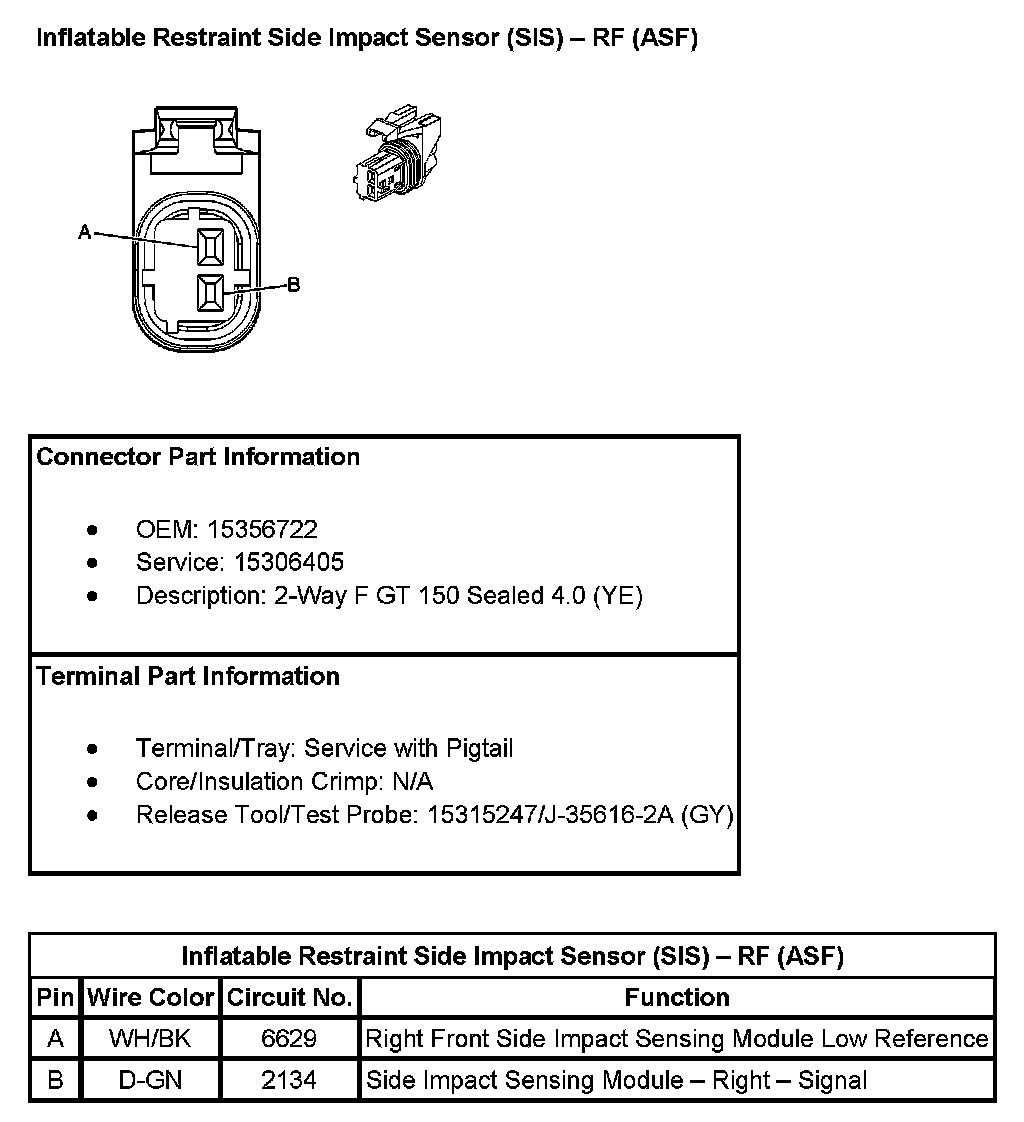 Inflatable Restraint Side Impact Sensor (SIS) – RF (ASF)
A
B
Connector Part Information
• OEM: 15356722
• Service: 15306405
• Description: 2-Way F GT 150 Sealed 4.0 (YE)
Terminal Part Information
• Terminal/Tray: Service with Pigtail
• Core/Insulation Crimp: N/A
• Release Tool/Test Probe: 15315247/J-35616-2A (GY)
Inflatable Restraint Side Impact Sensor (SIS) – RF (ASF)
Pin Wire Color Circuit No. Function
A WH/BK 6629 Right Front Side Impact Sensing Module Low Reference
B D-GN 2134 Side Impact Sensing Module – Right – Signal